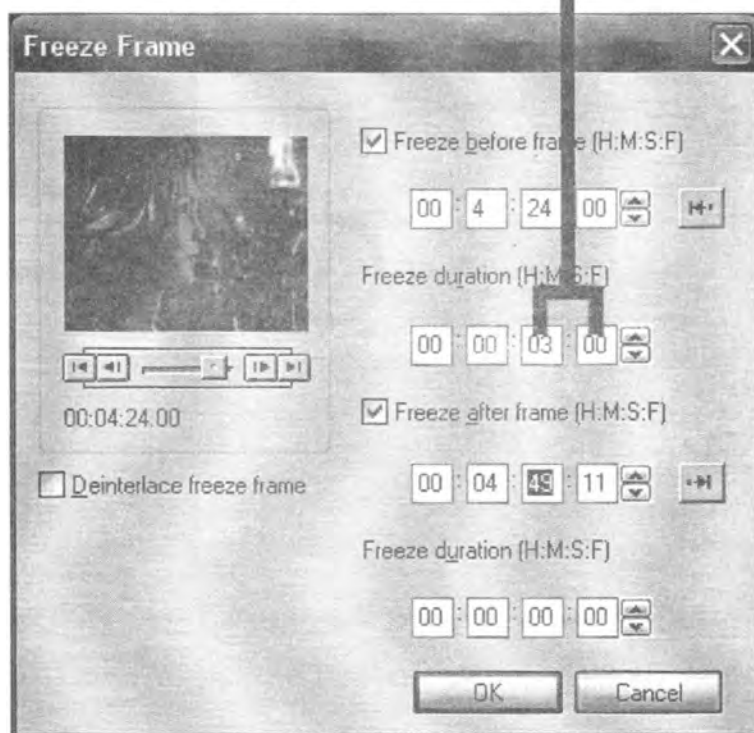 Freeze Frame
Freeze before frame (H:M:S:F)
00 : 4 : 24 : 00
Freeze duration (H:M:S:F)
00 : 00 : 03 : 00
00:04:24.00
Freeze after frame (H:M:S:F)
Deinterlace freeze frame
00 : 04 : 49 : 11
Freeze duration (H:M:S:F)
00 : 00 : 00 : 00
OK Cancel